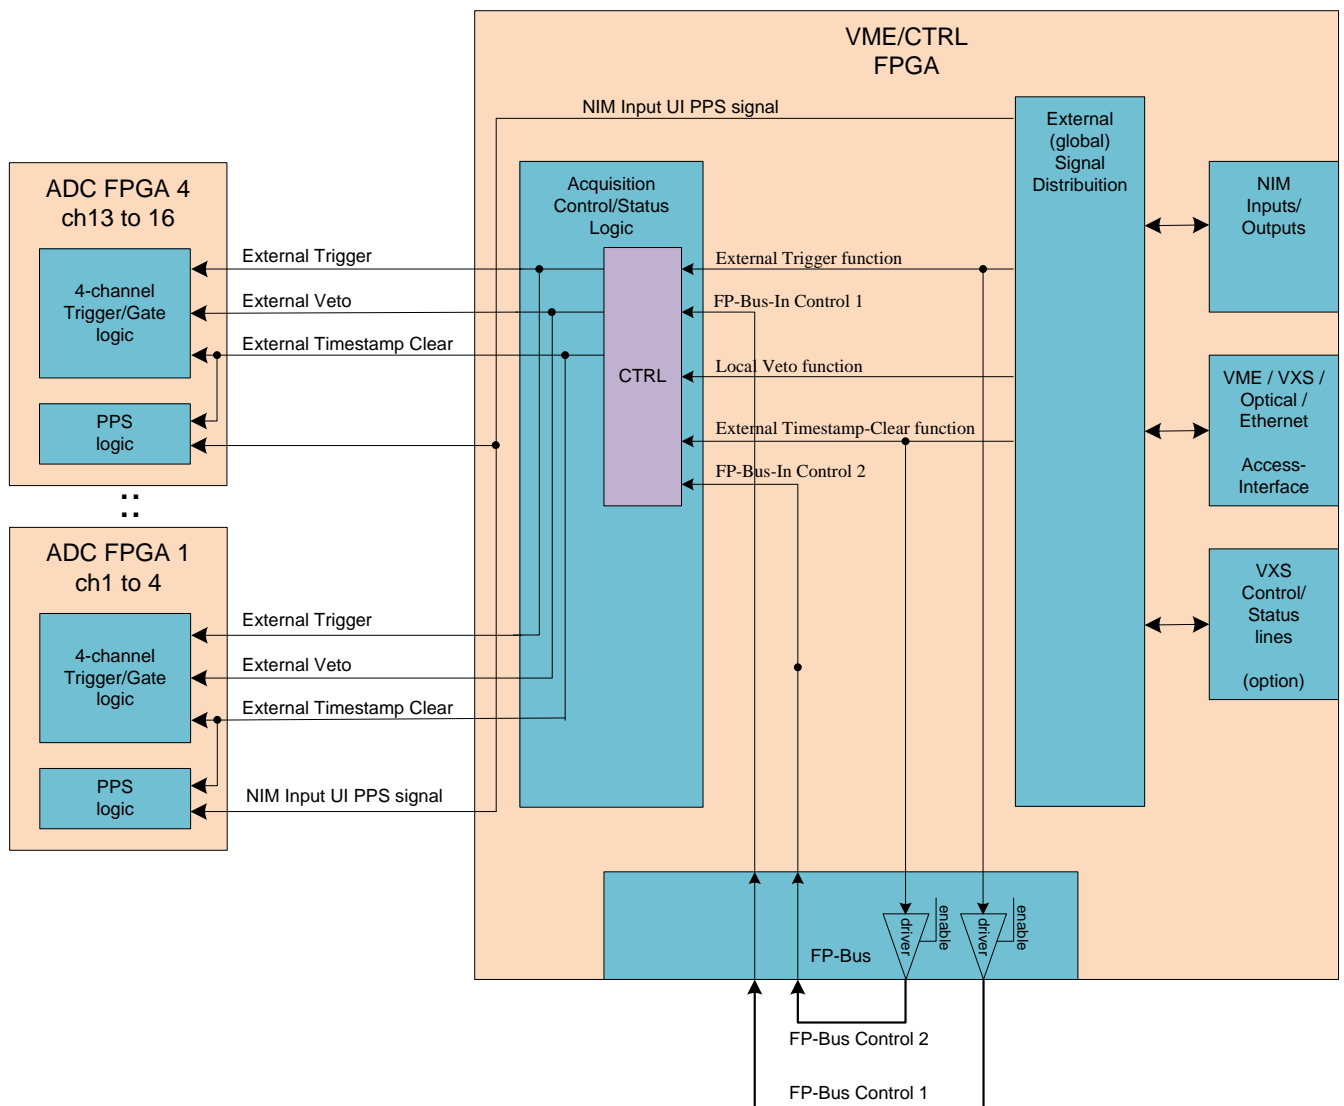 VME/CTRL
FPGA
NIM Input UI PPS signal
External
(global)
Signal
Distribuition
NIM
Inputs/
Outputs
VME / VXS /
Optical /
Ethernet
Access-
Interface
VXS
Control/
Status
lines
(option)
Acquisition
Control/Status
Logic
CTRL
External Trigger function
FP-Bus-In Control 1
Local Veto function
External Timestamp-Clear function
FP-Bus-In Control 2
ADC FPGA 4
ch13 to 16
4-channel
Trigger/Gate
logic
PPS
logic
External Trigger
External Veto
External Timestamp Clear
::
ADC FPGA 1
ch1 to 4
4-channel
Trigger/Gate
logic
PPS
logic
External Trigger
External Veto
External Timestamp Clear
NIM Input UI PPS signal
FP-Bus
driver
enable
driver
enable
FP-Bus Control 2
FP-Bus Control 1